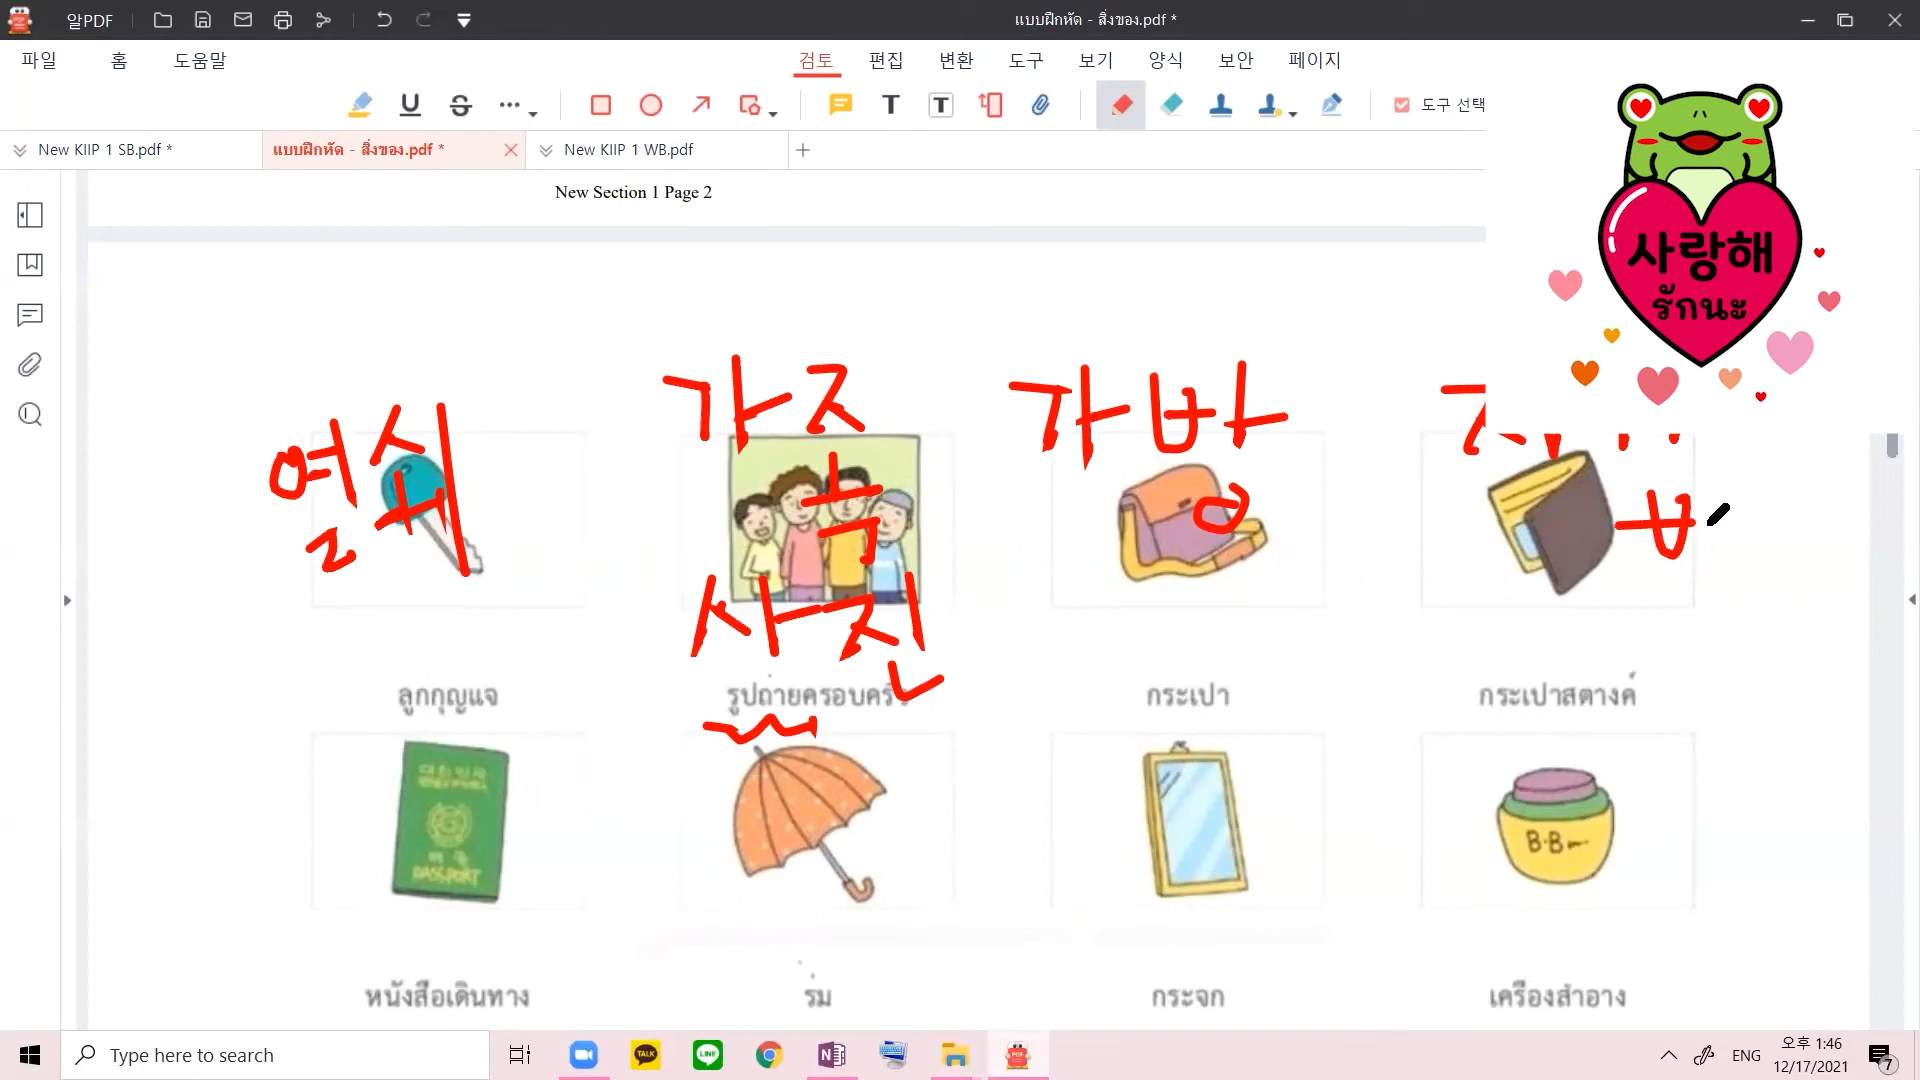 알PDF
แบบฝึกหัด - สิ่งของ.pdf *
파일 홈 도움말 검토 편집 변환 도구 보기 양식 보안 페이지
도구 선택
New KIIP 1 SB.pdf *
แบบฝึกหัด - สิ่งของ.pdf *
New KIIP 1 WB.pdf
New Section 1 Page 2
사랑해
รักนะ
열쇠
가족
사진
가방
ลูกกุญแจ
รูปถ่ายครอบครัว
กระเป๋า
กระเป๋าสตางค์
PASSPORT
B.B
หนังสือเดินทาง
ร่ม
กระจก
เครื่องสำอาง
Type here to search
TALK
LINE
PDF
ENG
오후 1:46
12/17/2021
7